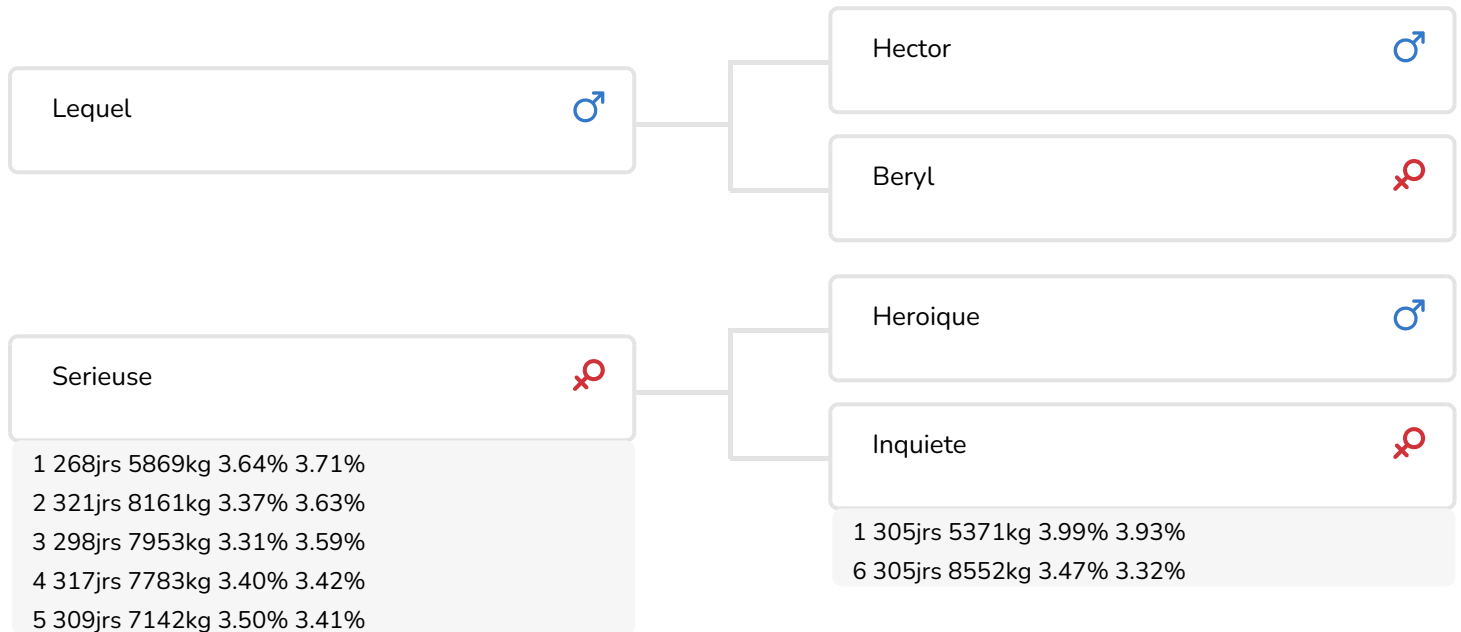 Lequel
Hector
Beryl
Serieuse
1 268jrs 5869kg 3.64% 3.71%
2 321jrs 8161kg 3.37% 3.63%
3 298jrs 7953kg 3.31% 3.59%
4 317jrs 7783kg 3.40% 3.42%
5 309jrs 7142kg 3.50% 3.41%
Heroique
Inquiete
1 305jrs 5371kg 3.99% 3.93%
6 305jrs 8552kg 3.47% 3.32%